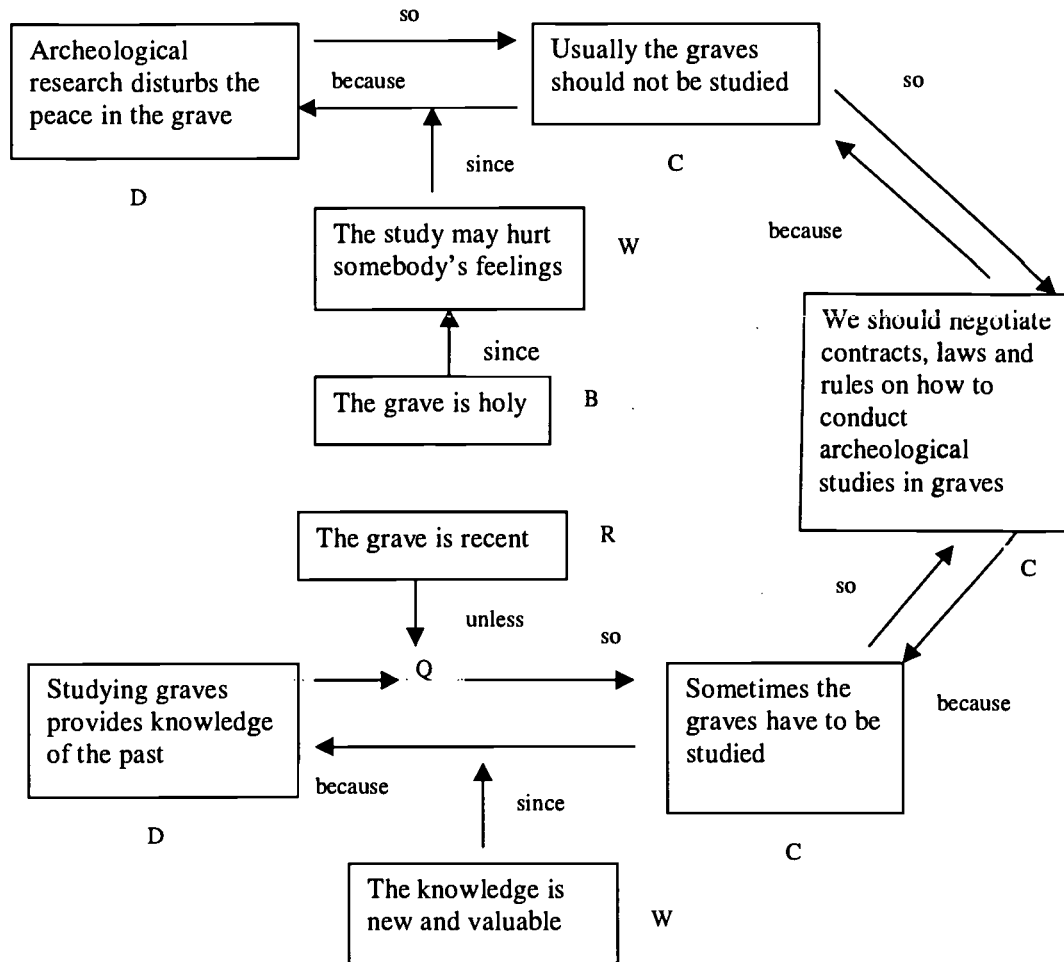 so
Archeological
research disturbs the
peace in the grave
because
Usually the graves
should not be studied
so
since
C
D
because
The study may hurt
somebody's feelings
W
We should negotiate
contracts, laws and
rules on how to
conduct
archeological
studies in graves
since
The grave is holy
B
The grave is recent
R
C
so
unless
so
Q
Studying graves
provides knowledge
of the past
Sometimes the
graves have to be
studied
because
because
since
D
C
The knowledge is
new and valuable
W